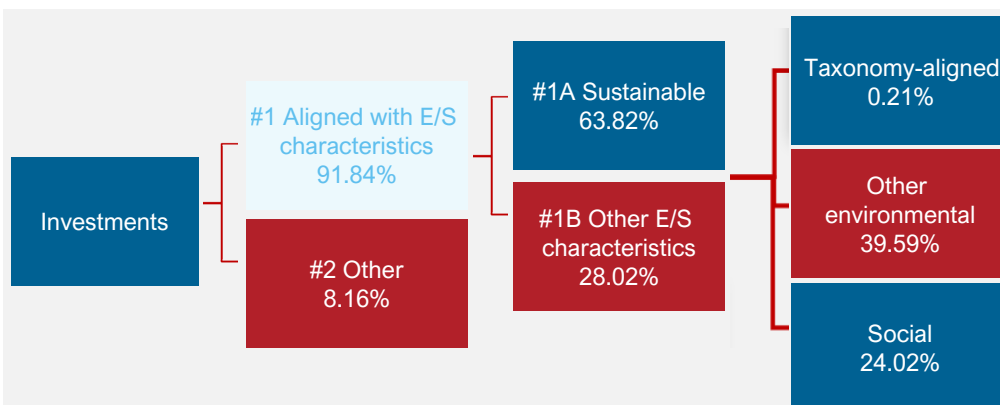 Investments
#1 Aligned with E/S
characteristics
91.84%
#2 Other
8.16%
#1A Sustainable
63.82%
#1B Other E/S
characteristics
28.02%
Taxonomy-aligned
0.21%
Other
environmental
39.59%
Social
24.02%